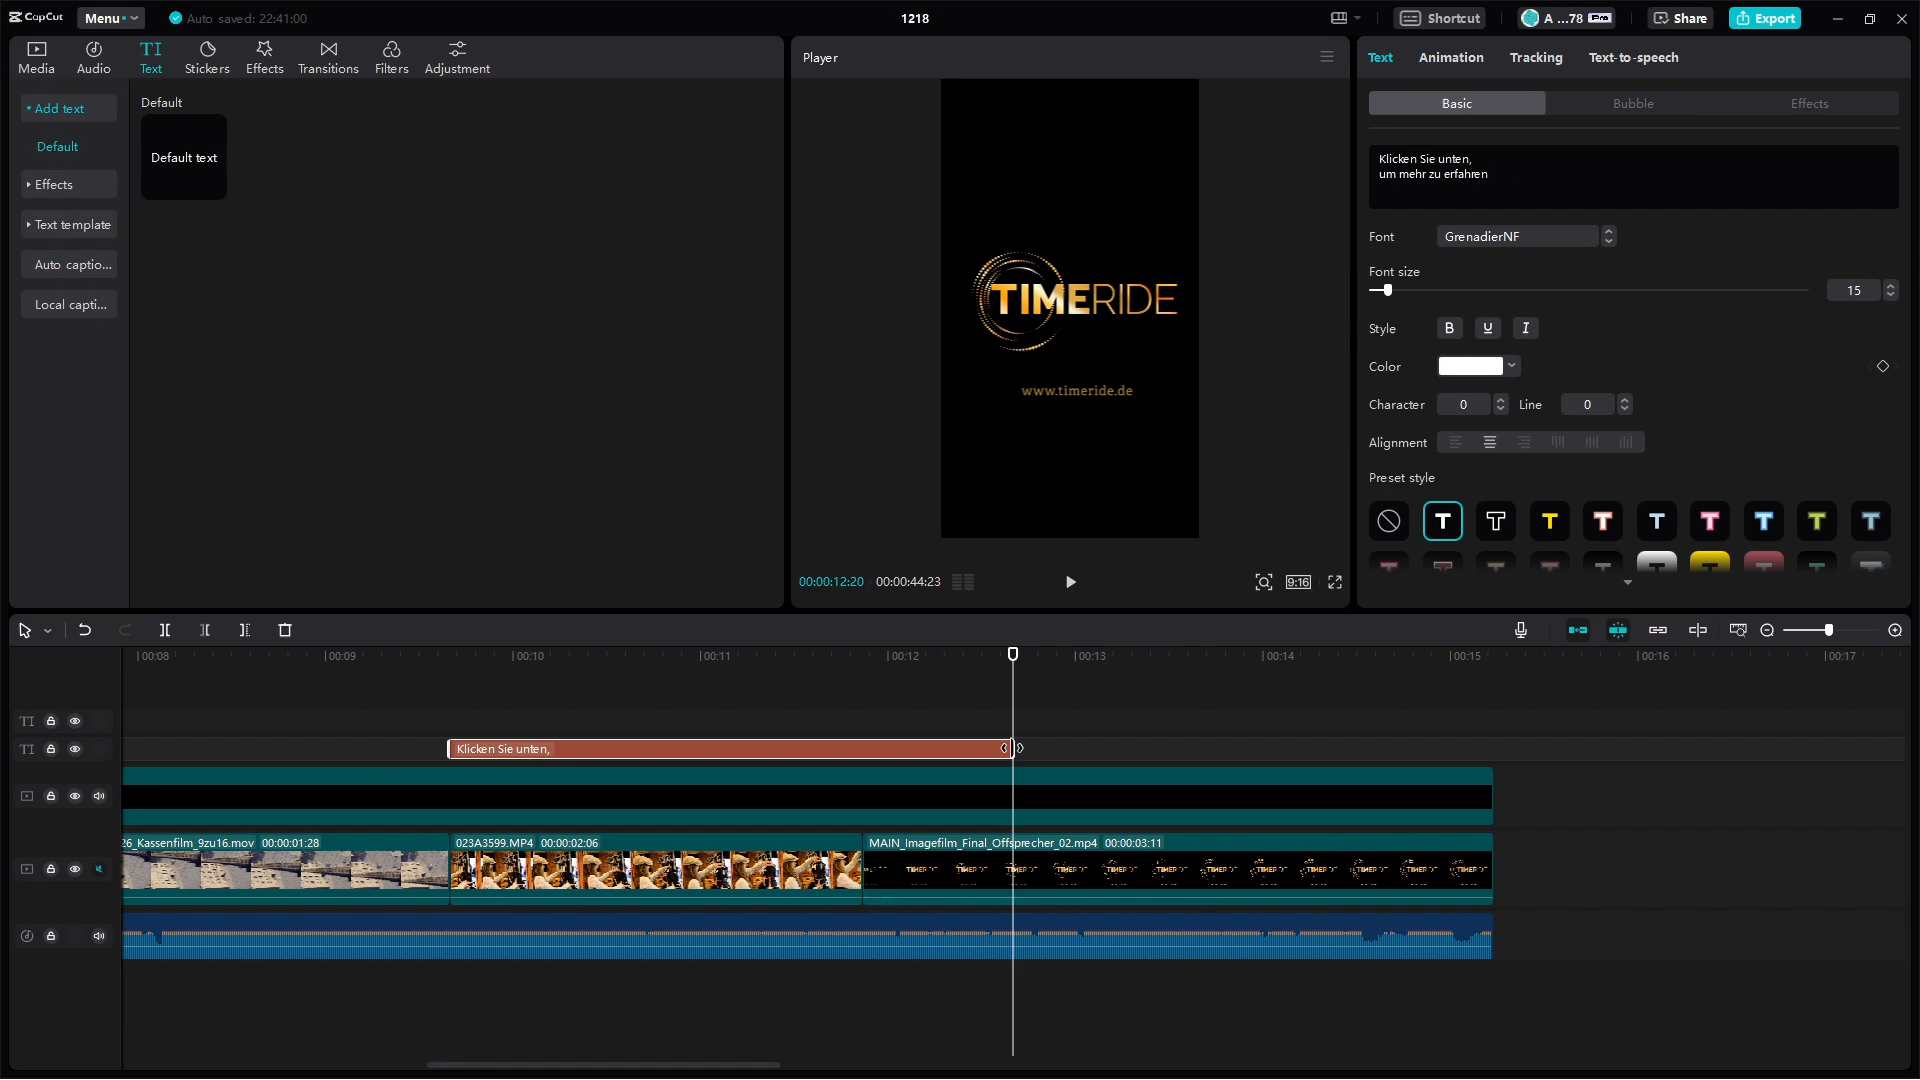 CapCut
Menu
Auto saved: 22:41:00
1218
Shortcut
A ...78
Pro
Share
Export
Media
Audio
TI
Text
Stickers
Effects
Transitions
Filters
Adjustment
Add text
Default
Effects
Text template
Auto captio...
Local capti...
Default
Default text
Player
TIMERIDE
www.timeride.de
00:00:12:20
00:00:44:23
9:16
Text
Animation
Tracking
Text-to-speech
Basic
Bubble
Effects
Klicken Sie unten,
um mehr zu erfahren
Font
GrenadierNF
Font size
15
Style
B
U
I
Color
Character
0
Line
0
Alignment
Preset style
T T T T T T T T T
00:08
00:09
00:10
00:11
00:12
00:13
00:14
00:15
00:16
00:17
TI
TI
Klicken Sie unten,
26_Kassenfilm_9zu16.mov 00:00:01:28
023A3599.MP4 00:00:02:06
MAIN_Imagefilm_Final_Offsprecher_02.mp4 00:00:03:11